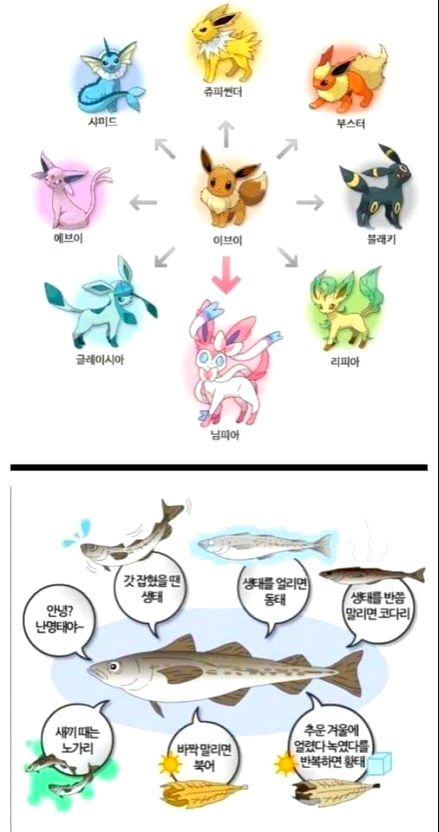 쥬피썬더
샤미드
부스터
에브이
이브이
블래키
글레이시아
리피아
님피아
갓 잡혔을 땐
생태
생태를 얼리면
동태
안녕?
난명태야~
생태를 반쯤
말리면 코다리
새끼 때는
노가리
바짝 말리면
북어
추운 겨울에
얼렸다 녹였다를
반복하면 황태